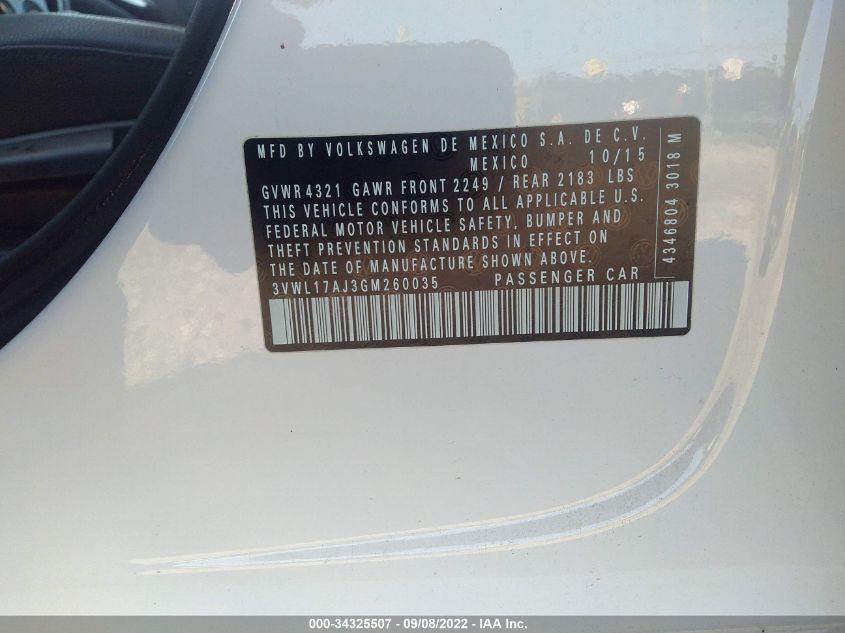 MFD BY VOLKSWAGEN DE MEXICO S.A. DE C.V.
MEXICO 10/15
GVWR 4321 GAWR FRONT 2249 / REAR 2183 LBS
THIS VEHICLE CONFORMS TO ALL APPLICABLE U.S.
FEDERAL MOTOR VEHICLE SAFETY, BUMPER AND
THEFT PREVENTION STANDARDS IN EFFECT ON
THE DATE OF MANUFACTURE SHOWN ABOVE.
3VWL17AJ3GM260035 PASSENGER CAR
4346804 3018 M
000-34325507 - 09/08/2022 - IAA Inc.